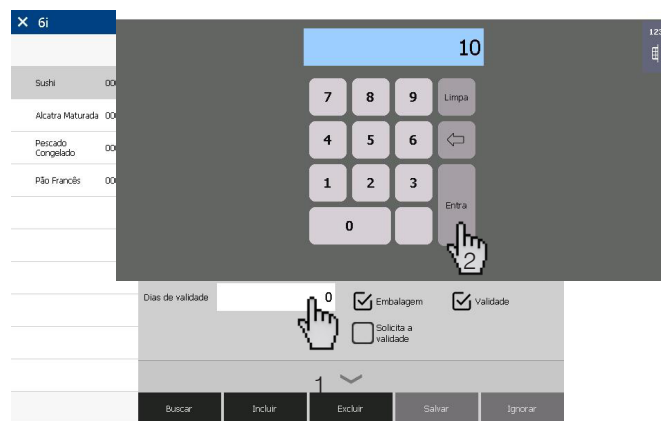 6i
10
123
Sushi 00
7 8 9 Limpa
Alcatra Maturada 00
4 5 6
Pescado
Congelado 00
Pão Francês 00
1 2 3
Entra
0
2
Dias de validade 0 Embalagem Validade
Solicita a
validade
1
Buscar Incluir Excluir Salvar Ignorar